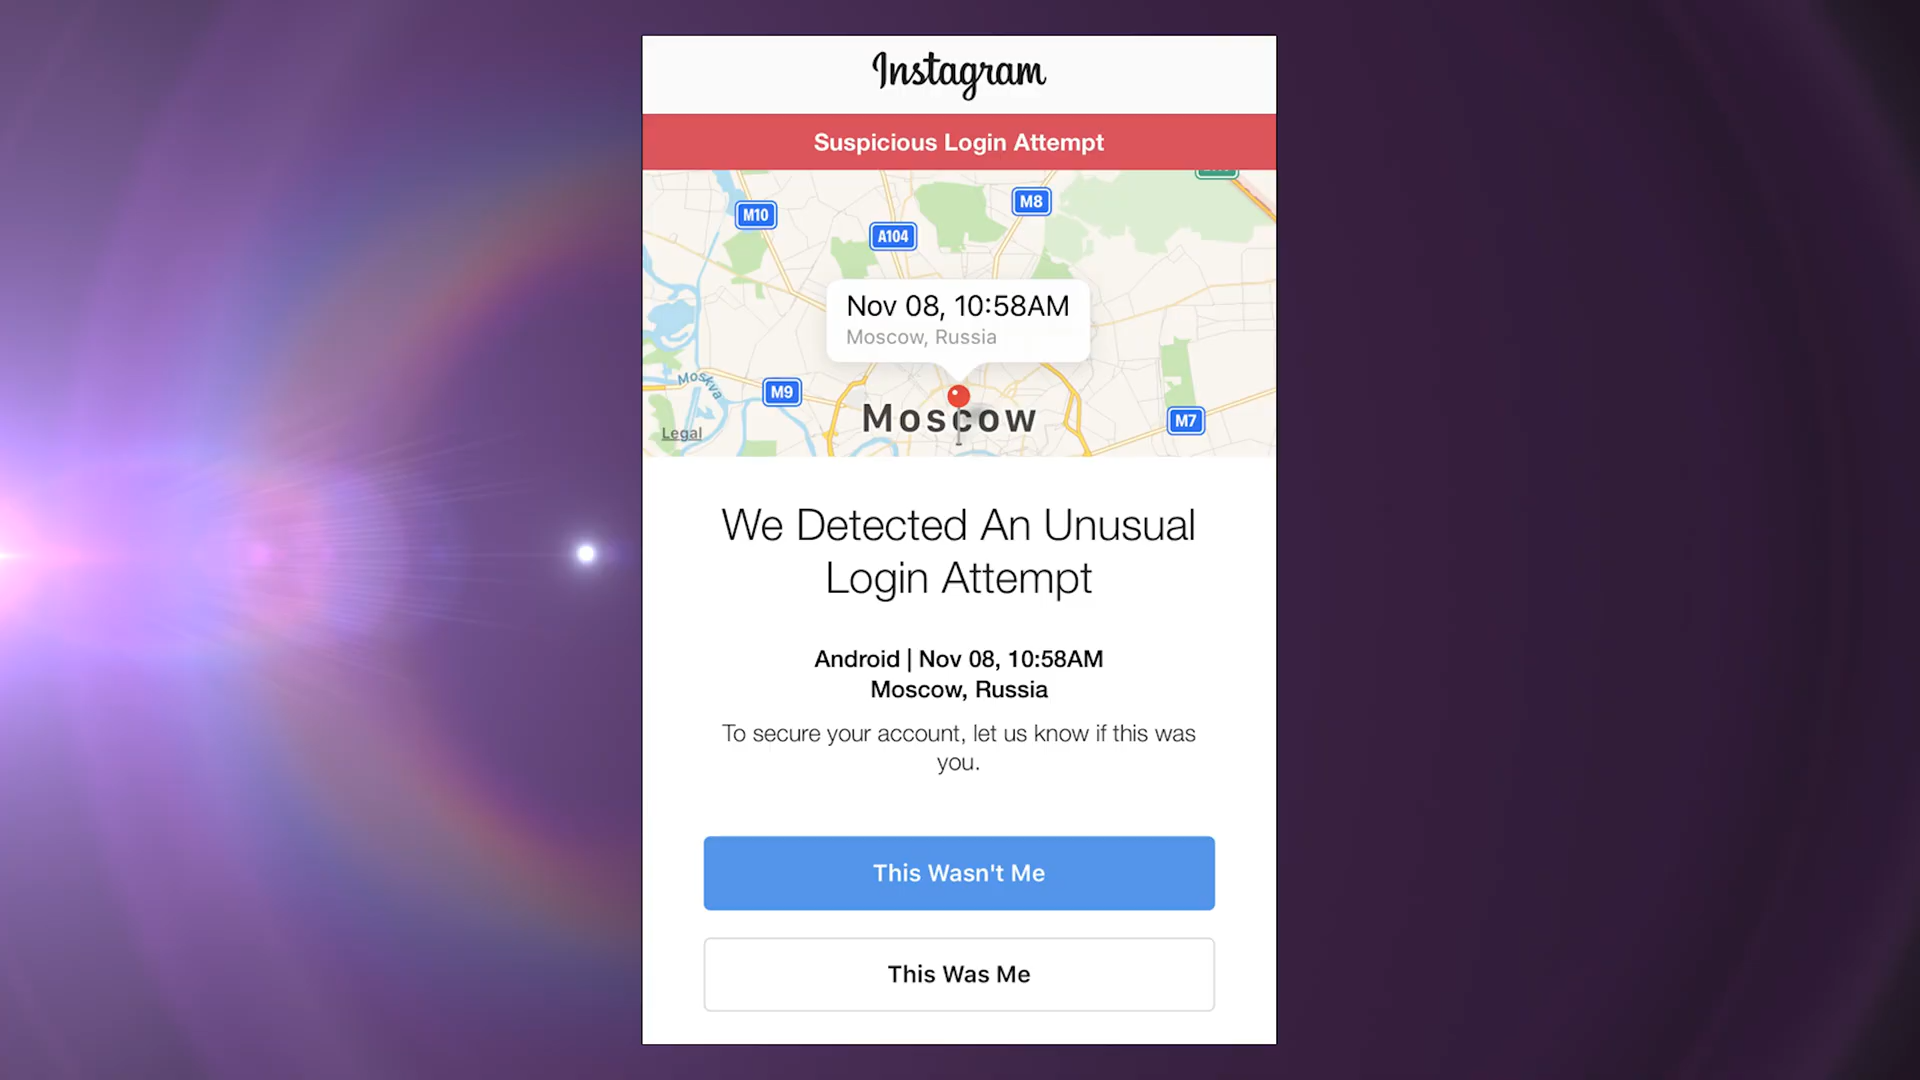 Instagram
Suspicious Login Attempt
M10
M8
A104
Nov 08, 10:58AM
Moscow, Russia
Moskva
M9
Moscow
M7
Legal
We Detected An Unusual
Login Attempt
Android | Nov 08, 10:58AM
Moscow, Russia
To secure your account, let us know if this was
you.
This Wasn't Me
This Was Me